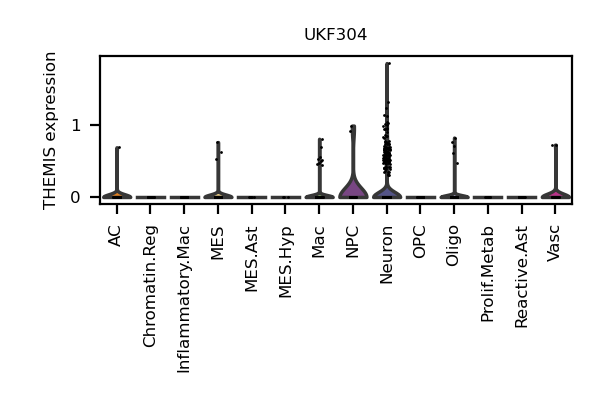 UKF304
THEMIS expression
1
0
AC
Chromatin.Reg
Inflammatory.Mac
MES
MES.Ast
MES.Hyp
Mac
NPC
Neuron
OPC
Oligo
Prolif.Metab
Reactive.Ast
Vasc